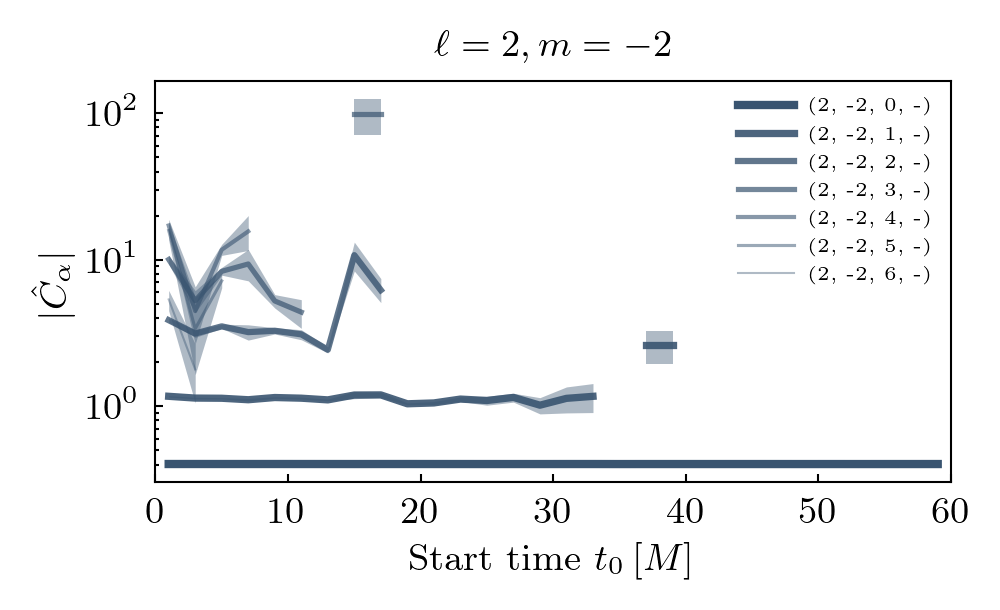 ℓ = 2, m = −2
10²
10¹
10⁰
|Ĉ_α|
(2, -2, 0, -)
(2, -2, 1, -)
(2, -2, 2, -)
(2, -2, 3, -)
(2, -2, 4, -)
(2, -2, 5, -)
(2, -2, 6, -)
0 10 20 30 40 50 60
Start time t₀ [M]